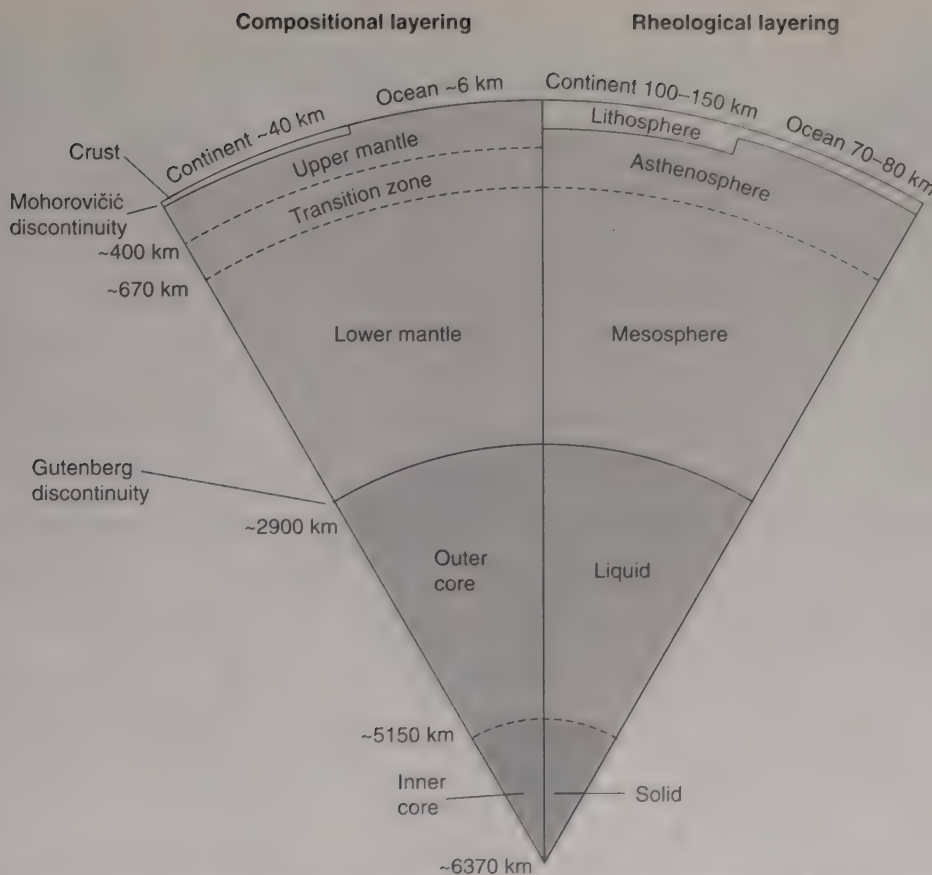 Compositional layering
Rheological layering
Continent ~40 km
Ocean ~6 km
Continent 100–150 km
Ocean 70–80 km
Crust
Mohorovičić
discontinuity
Upper mantle
Transition zone
Lithosphere
Asthenosphere
~400 km
~670 km
Lower mantle
Mesosphere
Gutenberg
discontinuity
~2900 km
Outer
core
Liquid
~5150 km
Inner
core
Solid
~6370 km